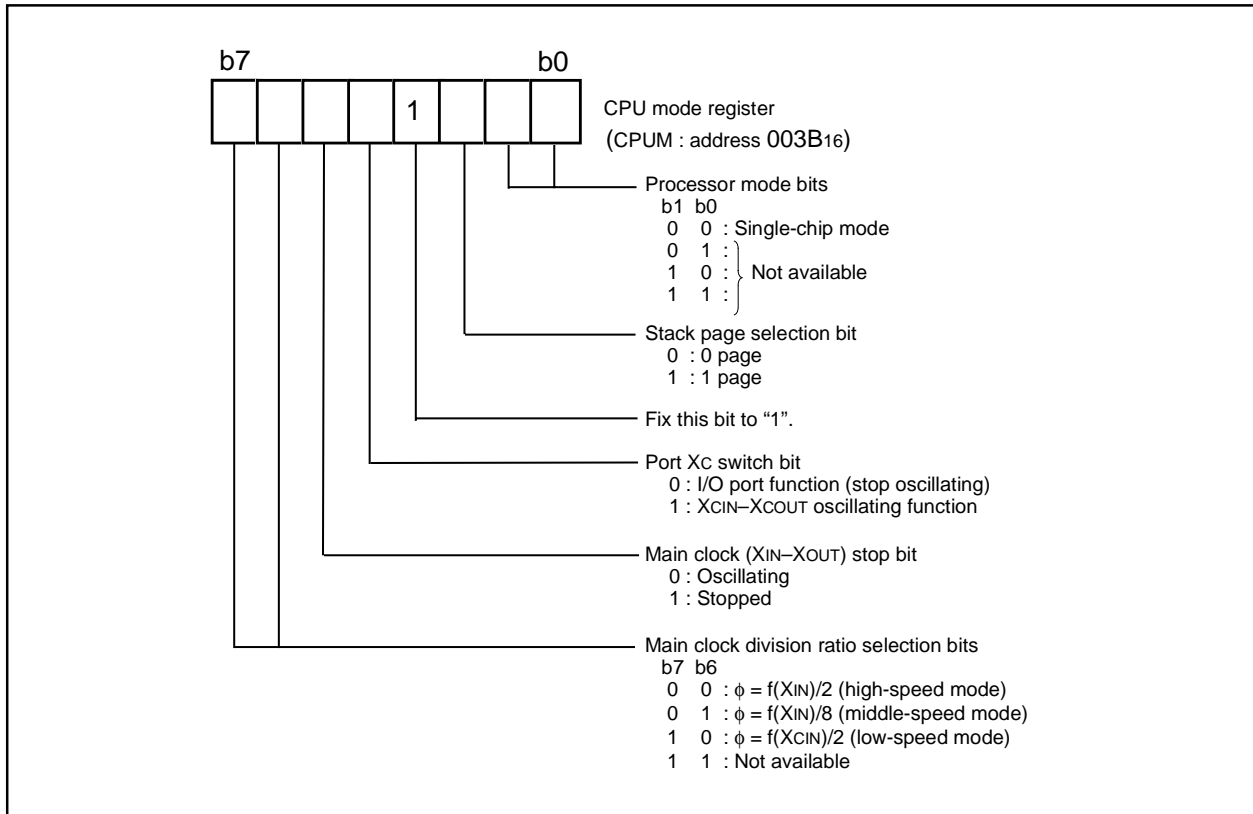 b7 b0
1
CPU mode register
(CPUM : address 003B16)
Processor mode bits
b1 b0
0 0 : Single-chip mode
0 1 :
1 0 : Not available
1 1 :
Stack page selection bit
0 : 0 page
1 : 1 page
Fix this bit to “1”.
Port XC switch bit
0 : I/O port function (stop oscillating)
1 : XCIN–XCOUT oscillating function
Main clock (XIN–XOUT) stop bit
0 : Oscillating
1 : Stopped
Main clock division ratio selection bits
b7 b6
0 0 : φ = f(XIN)/2 (high-speed mode)
0 1 : φ = f(XIN)/8 (middle-speed mode)
1 0 : φ = f(XCIN)/2 (low-speed mode)
1 1 : Not available